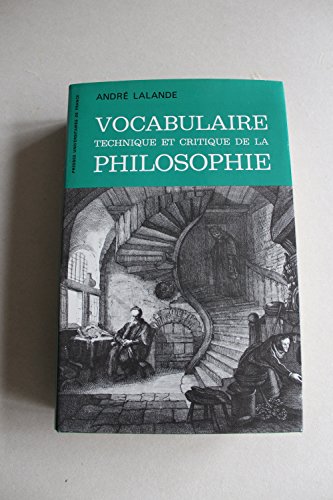 PRESSES UNIVERSITAIRES DE FRANCE
ANDRÉ LALANDE
VOCABULAIRE
TECHNIQUE ET CRITIQUE DE LA
PHILOSOPHIE